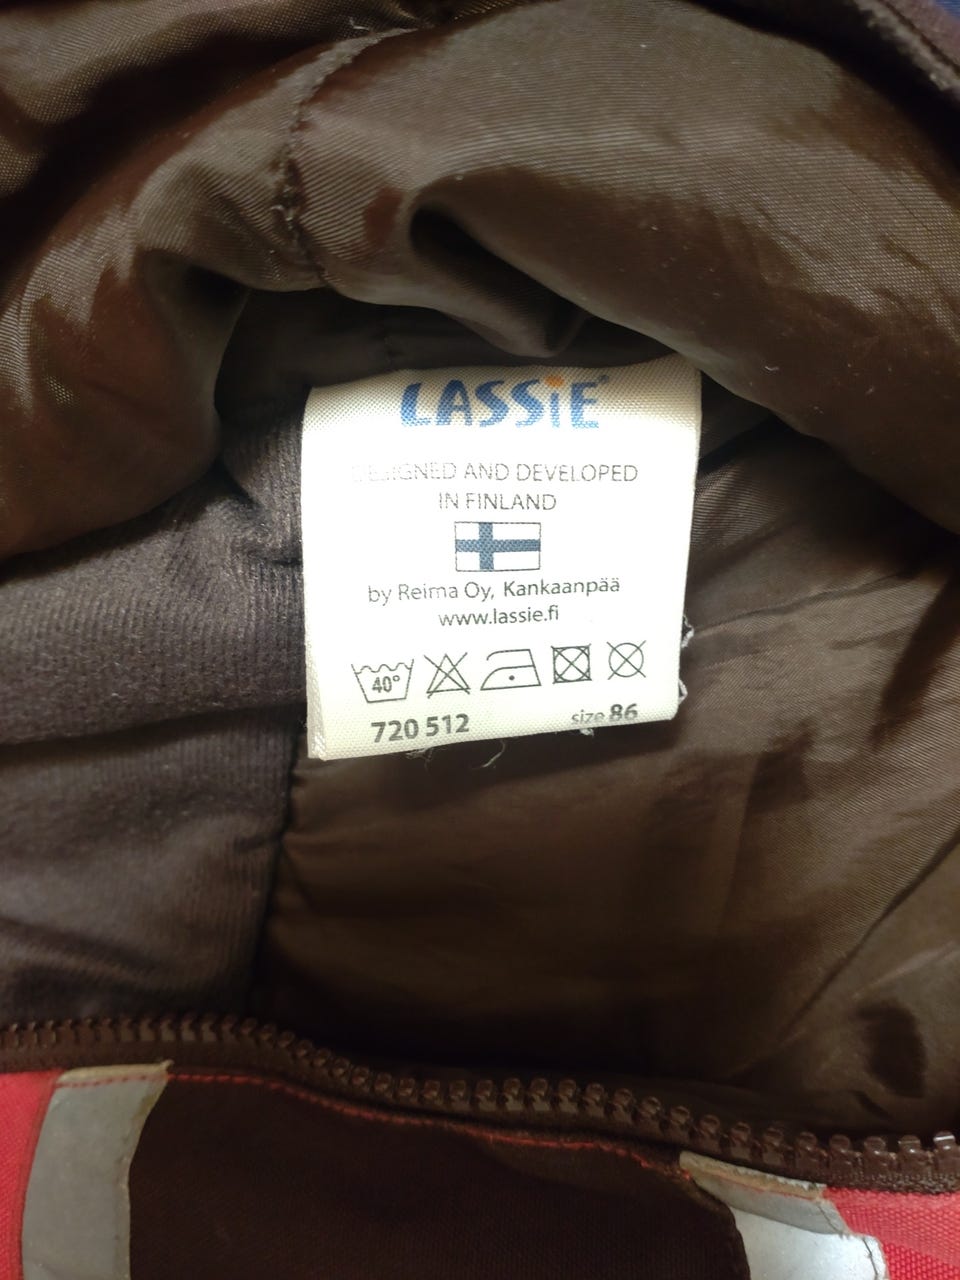 LASSiE®
DESIGNED AND DEVELOPED
IN FINLAND
by Reima Oy, Kankaanpää
www.lassie.fi
40°
720 512 size 86